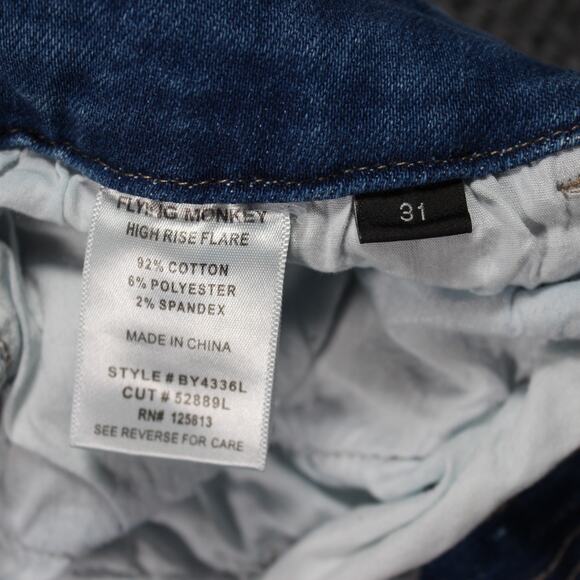 FLYING MONKEY
HIGH RISE FLARE
92% COTTON
6% POLYESTER
2% SPANDEX
MADE IN CHINA
STYLE # BY4336L
CUT # 52889L
RN# 125813
SEE REVERSE FOR CARE
31